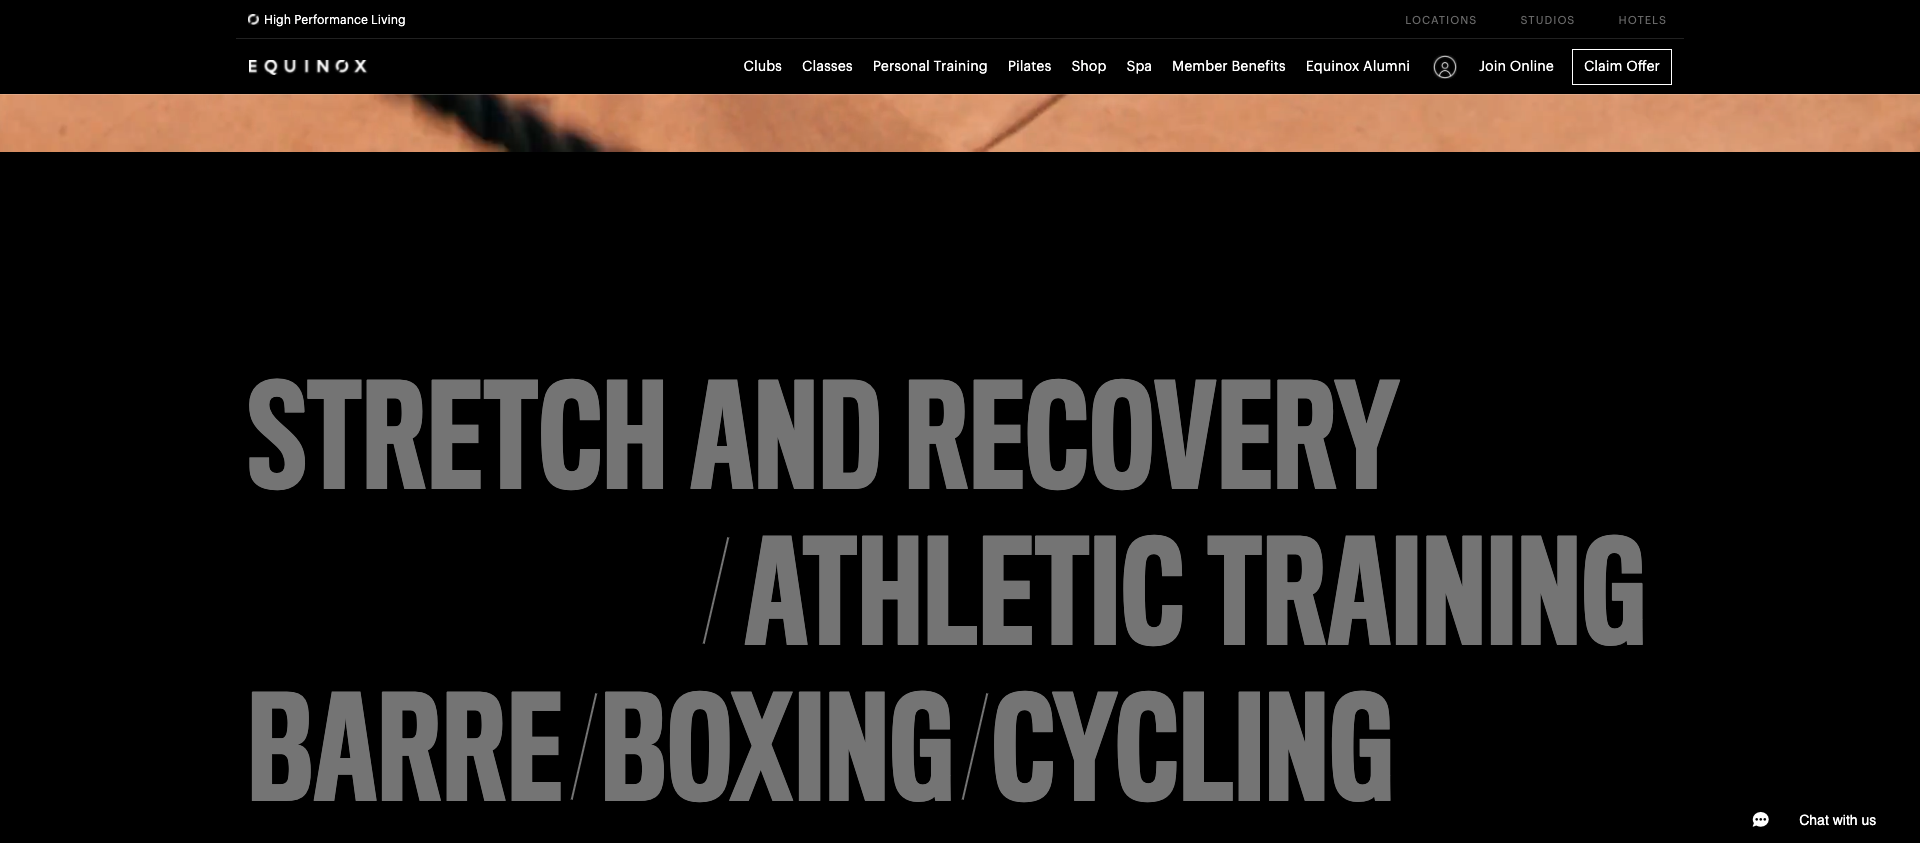 High Performance Living
LOCATIONS STUDIOS HOTELS
EQUINOX
Clubs Classes Personal Training Pilates Shop Spa Member Benefits Equinox Alumni Join Online Claim Offer
STRETCH AND RECOVERY
/ ATHLETIC TRAINING
BARRE / BOXING / CYCLING
Chat with us